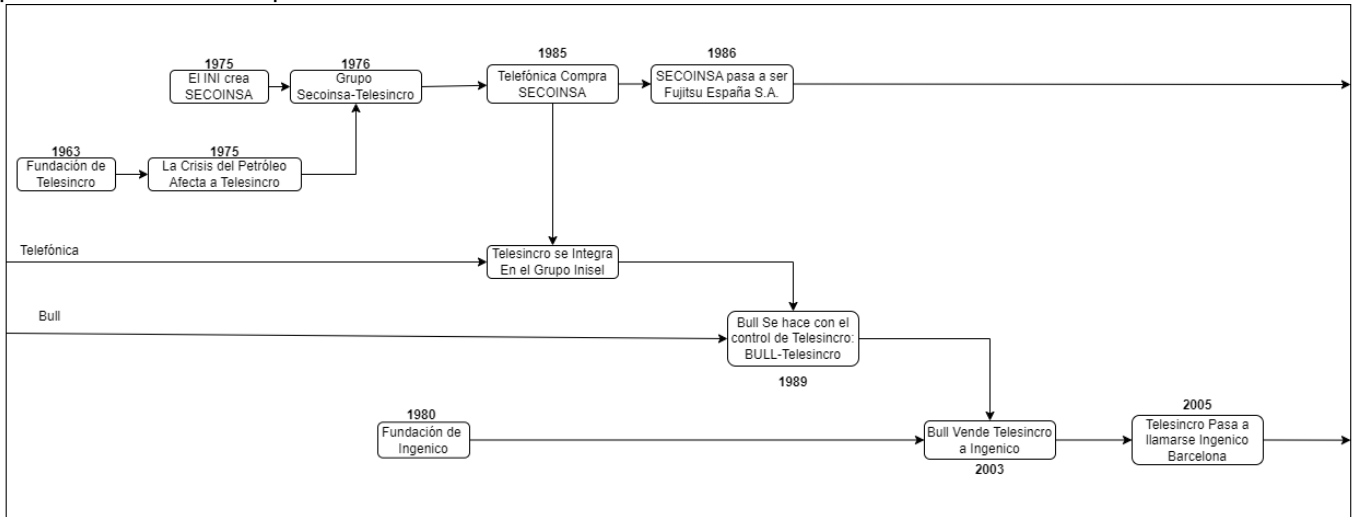 1975
El INI crea
SECOINSA
1976
Grupo
Secoinsa-Telesincro
1985
Telefónica Compra
SECOINSA
1986
SECOINSA pasa a ser
Fujitsu España S.A.
1963
Fundación de
Telesincro
1975
La Crisis del Petróleo
Afecta a Telesincro
Telefónica
Telesincro se Integra
En el Grupo Inisel
Bull
Bull Se hace con el
control de Telesincro:
BULL-Telesincro
1989
1980
Fundación de
Ingenico
Bull Vende Telesincro
a Ingenico
2003
2005
Telesincro Pasa a
llamarse Ingenico
Barcelona